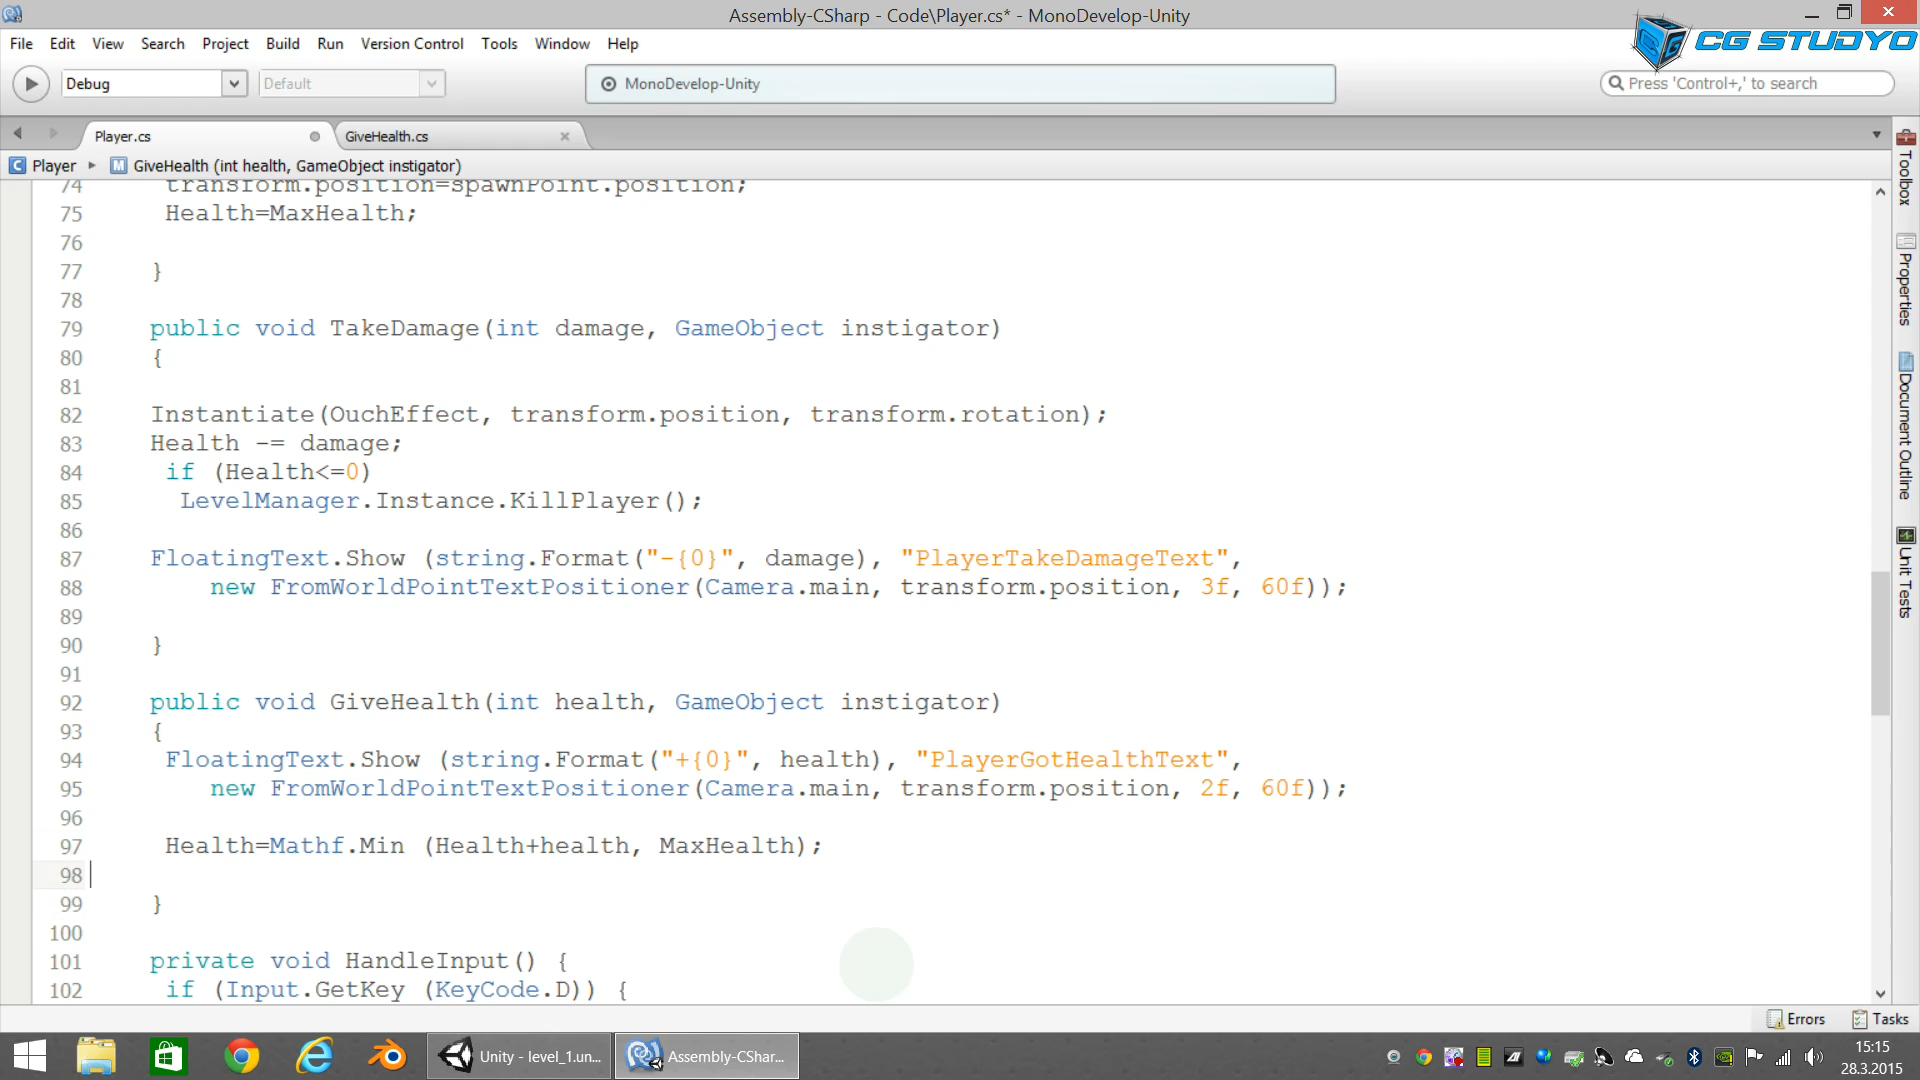 Assembly-CSharp - Code\Player.cs* - MonoDevelop-Unity
CG STUDYO
File Edit View Search Project Build Run Version Control Tools Window Help
Debug Default MonoDevelop-Unity Press 'Control+,' to search
Player.cs GiveHealth.cs
Player GiveHealth (int health, GameObject instigator)
74 transform.position=spawnPoint.position;
75 Health=MaxHealth;
76
77 }
78
79 public void TakeDamage(int damage, GameObject instigator)
80 {
81
82 Instantiate(OuchEffect, transform.position, transform.rotation);
83 Health -= damage;
84 if (Health<=0)
85 LevelManager.Instance.KillPlayer();
86
87 FloatingText.Show (string.Format("-{0}", damage), "PlayerTakeDamageText",
88 new FromWorldPointTextPositioner(Camera.main, transform.position, 3f, 60f));
89
90 }
91
92 public void GiveHealth(int health, GameObject instigator)
93 {
94 FloatingText.Show (string.Format("+{0}", health), "PlayerGotHealthText",
95 new FromWorldPointTextPositioner(Camera.main, transform.position, 2f, 60f));
96
97 Health=Mathf.Min (Health+health, MaxHealth);
98
99 }
100
101 private void HandleInput() {
102 if (Input.GetKey (KeyCode.D)) {
Toolbox
Properties
Document Outline
Unit Tests
Errors Tasks
Unity - level_1.un... Assembly-CShar...
15:15
28.3.2015